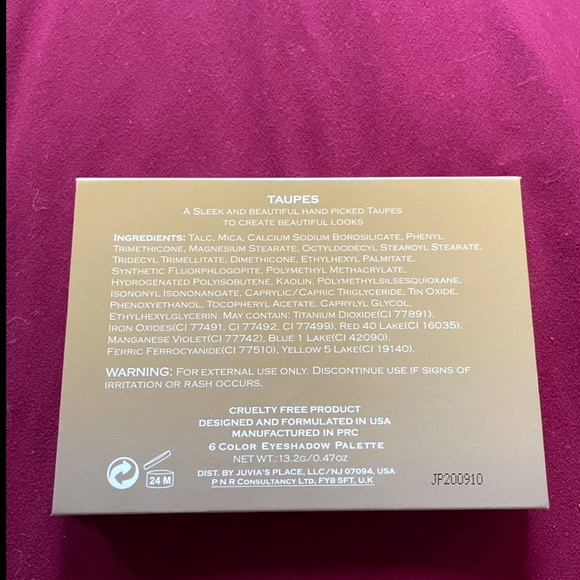 TAUPES
A SLEEK AND BEAUTIFUL HAND PICKED TAUPES
TO CREATE BEAUTIFUL LOOKS
INGREDIENTS: TALC, MICA, CALCIUM SODIUM BOROSILICATE, PHENYL
TRIMETHICONE, MAGNESIUM STEARATE, OCTYLDODECYL STEAROYL STEARATE,
TRIDECYL TRIMELLITATE, DIMETHICONE, ETHYLHEXYL PALMITATE,
SYNTHETIC FLUORPHLOGOPITE, POLYMETHYL METHACRYLATE,
HYDROGENATED POLYISOBUTENE, KAOLIN, POLYMETHYLSILSESQUIOXANE,
ISONONYL ISONONANOATE, CAPRYLIC/CAPRIC TRIGLYCERIDE, TIN OXIDE,
PHENOXYETHANOL, TOCOPHERYL ACETATE, CAPRYLYL GLYCOL,
ETHYLHEXYLGLYCERIN. MAY CONTAIN: TITANIUM DIOXIDE(CI 77891),
IRON OXIDES(CI 77491, CI 77492, CI 77499), RED 40 LAKE(CI 16035),
MANGANESE VIOLET(CI 77742), BLUE 1 LAKE(CI 42090),
FERRIC FERROCYANIDE(CI 77510), YELLOW 5 LAKE(CI 19140).
WARNING: FOR EXTERNAL USE ONLY. DISCONTINUE USE IF SIGNS OF
IRRITATION OR RASH OCCURS.
CRUELTY FREE PRODUCT
DESIGNED AND FORMULATED IN USA
MANUFACTURED IN PRC
6 COLOR EYESHADOW PALETTE
NET WT.:13.2G/0.47OZ
DIST. BY JUVIA'S PLACE, LLC/NJ 07094, USA
P N R CONSULTANCY LTD, FY8 5FT, U.K
24 M
JP200910